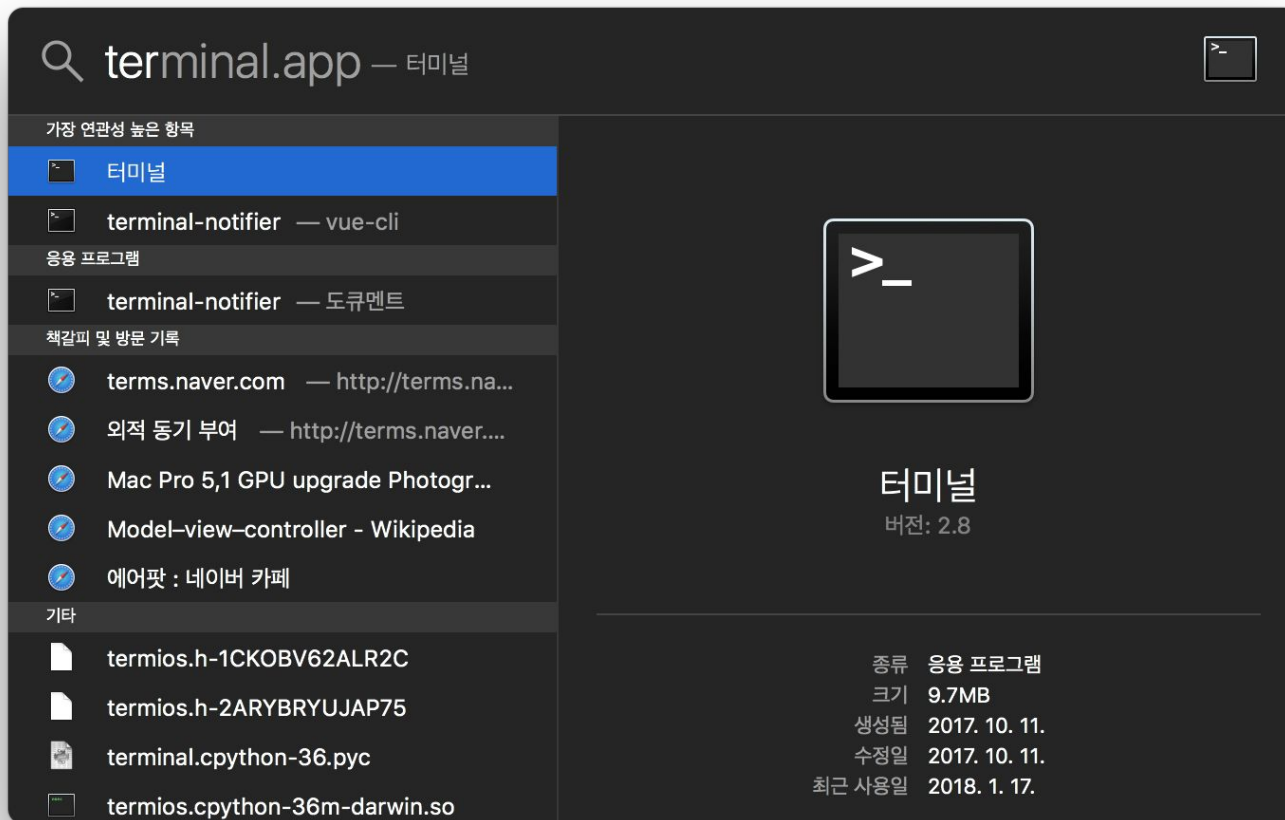 terminal.app — 터미널
가장 연관성 높은 항목
터미널
terminal-notifier — vue-cli
응용 프로그램
terminal-notifier — 도큐멘트
책갈피 및 방문 기록
terms.naver.com — http://terms.na...
외적 동기 부여 — http://terms.naver....
Mac Pro 5,1 GPU upgrade Photogr...
Model–view–controller - Wikipedia
에어팟 : 네이버 카페
기타
termios.h-1CKOBV62ALR2C
termios.h-2ARYBRYUJAP75
terminal.cpython-36.pyc
termios.cpython-36m-darwin.so
>_
터미널
버전: 2.8
종류 응용 프로그램
크기 9.7MB
생성됨 2017. 10. 11.
수정일 2017. 10. 11.
최근 사용일 2018. 1. 17.